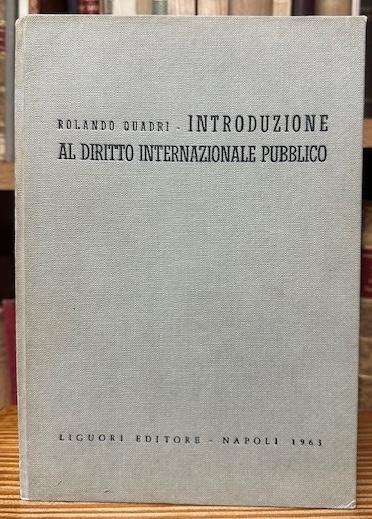 ROLANDO QUADRI - INTRODUZIONE
AL DIRITTO INTERNAZIONALE PUBBLICO
LIGUORI EDITORE - NAPOLI 1963